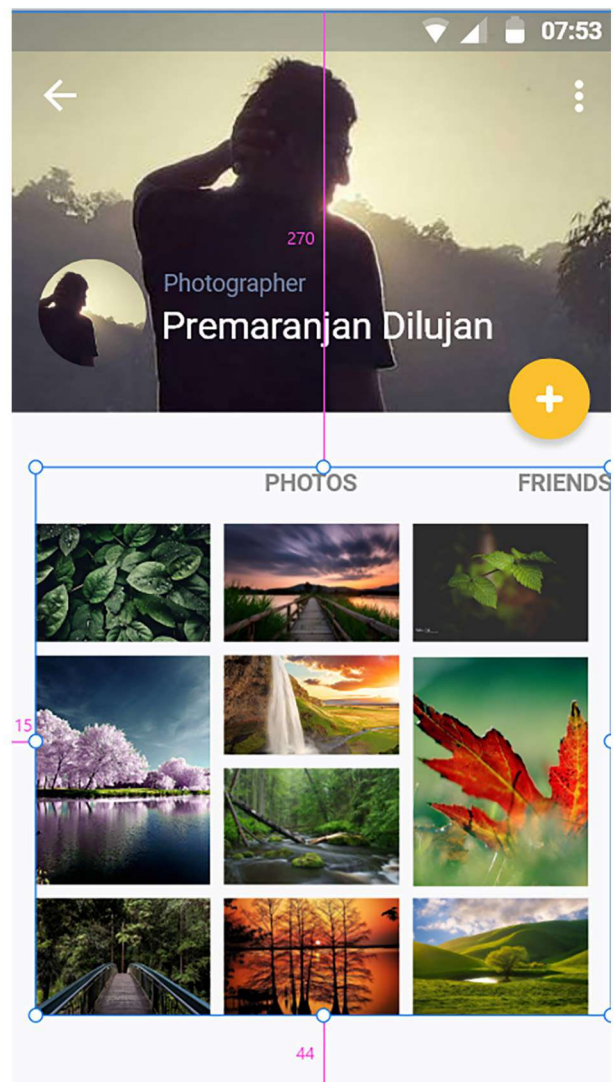 07:53
270
Photographer
Premaranjan Dilujan
PHOTOS FRIENDS
15
44